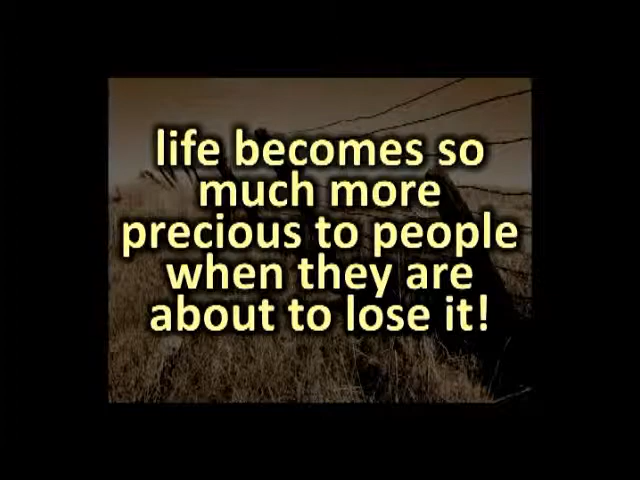 life becomes so
much more
precious to people
when they are
about to lose it!